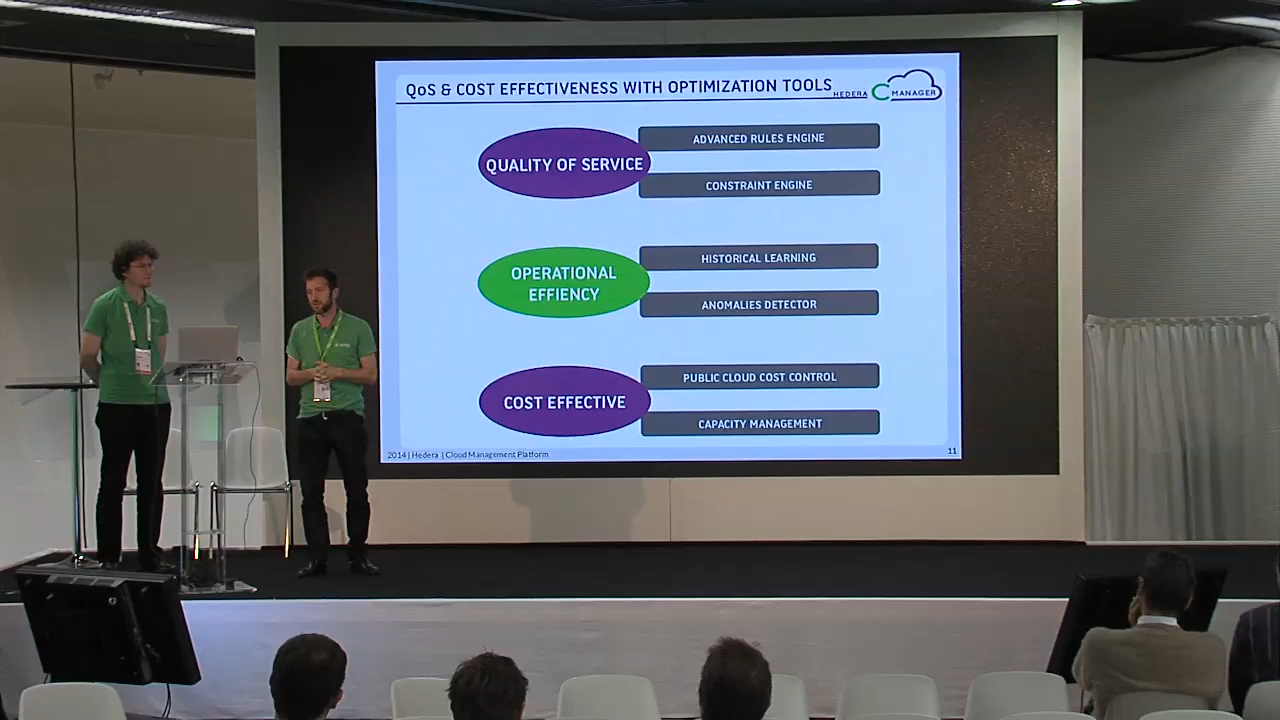 QoS & COST EFFECTIVENESS WITH OPTIMIZATION TOOLS
HEDERA
MANAGER
QUALITY OF SERVICE
ADVANCED RULES ENGINE
CONSTRAINT ENGINE
OPERATIONAL
EFFIENCY
HISTORICAL LEARNING
ANOMALIES DETECTOR
COST EFFECTIVE
PUBLIC CLOUD COST CONTROL
CAPACITY MANAGEMENT
2014 | Hedera | Cloud Management Platform
11